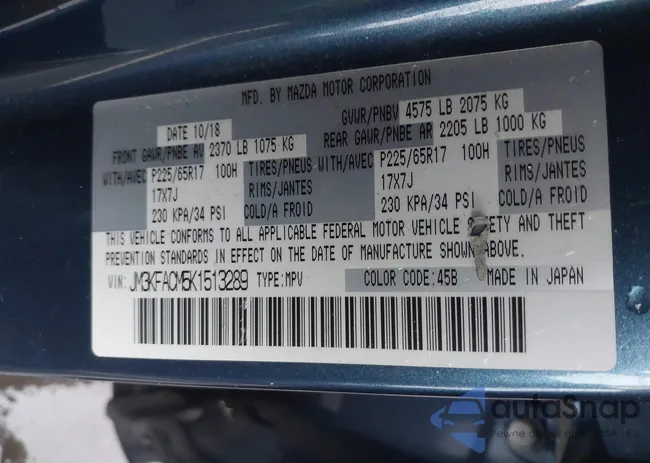 MFD. BY MAZDA MOTOR CORPORATION
DATE 10/18 GVWR/PNBV 4575 LB 2075 KG
FRONT GAWR/PNBE AV 2370 LB 1075 KG REAR GAWR/PNBE AR 2205 LB 1000 KG
WITH/AVEC P225/65R17 100H TIRES/PNEUS WITH/AVEC P225/65R17 100H TIRES/PNEUS
17X7J RIMS/JANTES 17X7J RIMS/JANTES
230 KPA/34 PSI COLD/A FROID 230 KPA/34 PSI COLD/A FROID
THIS VEHICLE CONFORMS TO ALL APPLICABLE FEDERAL MOTOR VEHICLE SAFETY AND THEFT
PREVENTION STANDARDS IN EFFECT ON THE DATE OF MANUFACTURE SHOWN ABOVE.
VIN: JM3KFACM5K1513289 TYPE: MPV COLOR CODE: 45B MADE IN JAPAN
autoSnap